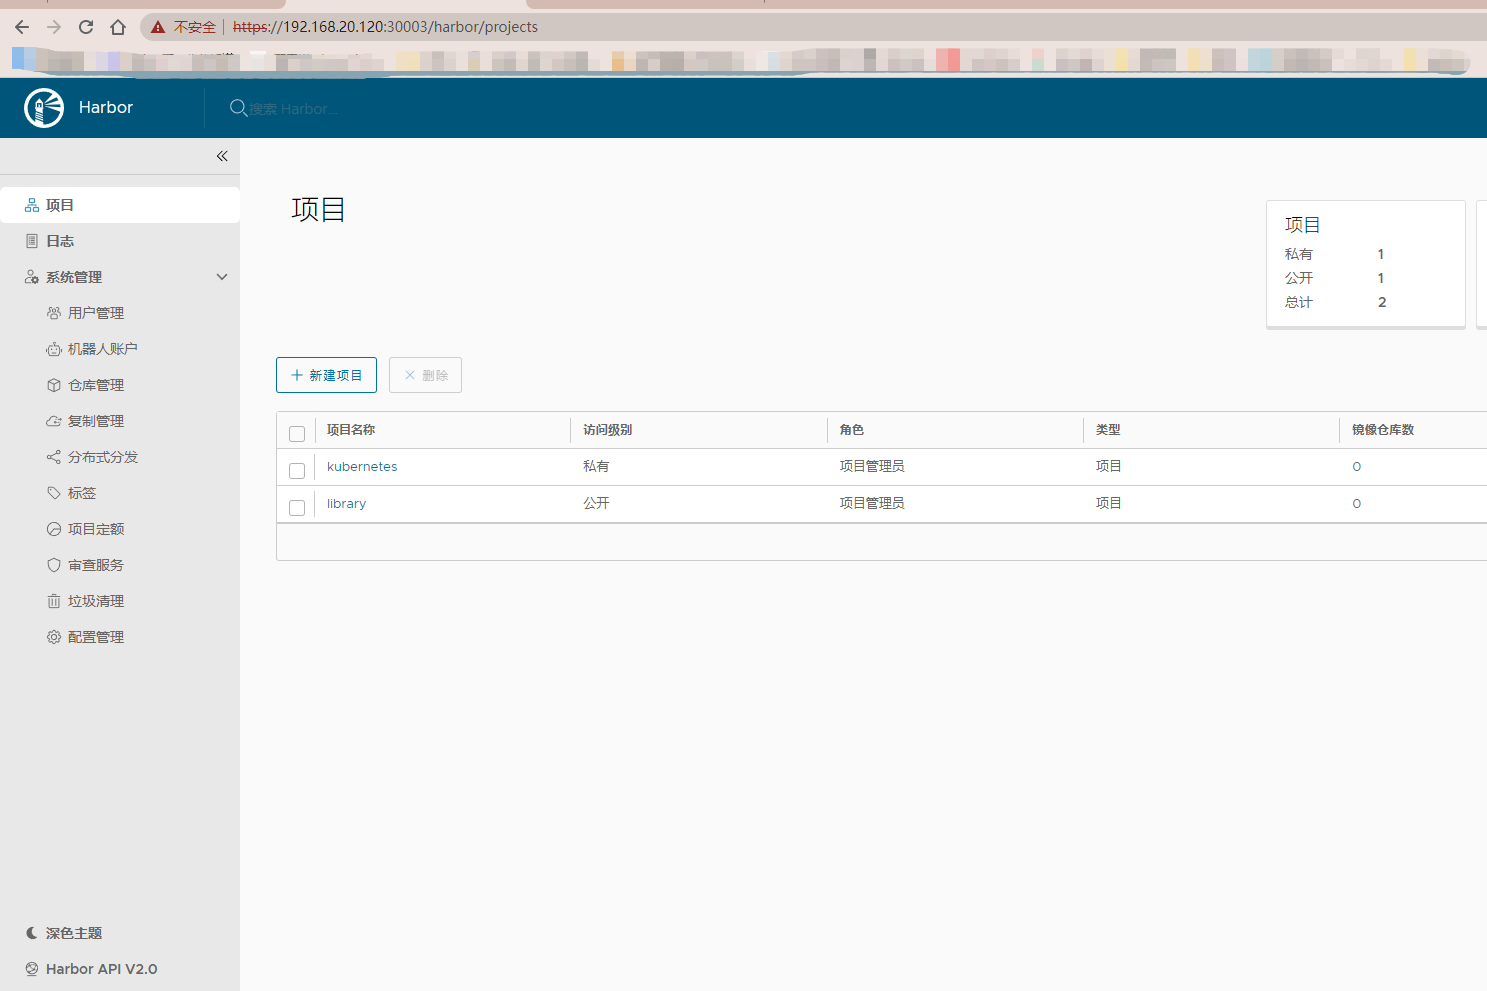 不安全 https://192.168.20.120:30003/harbor/projects
Harbor 搜索 Harbor...
项目
日志
系统管理
用户管理
机器人账户
仓库管理
复制管理
分布式分发
标签
项目定额
审查服务
垃圾清理
配置管理
深色主题
Harbor API V2.0
项目
项目
私有 1
公开 1
总计 2
新建项目 删除
项目名称 访问级别 角色 类型 镜像仓库数
kubernetes 私有 项目管理员 项目 0
library 公开 项目管理员 项目 0